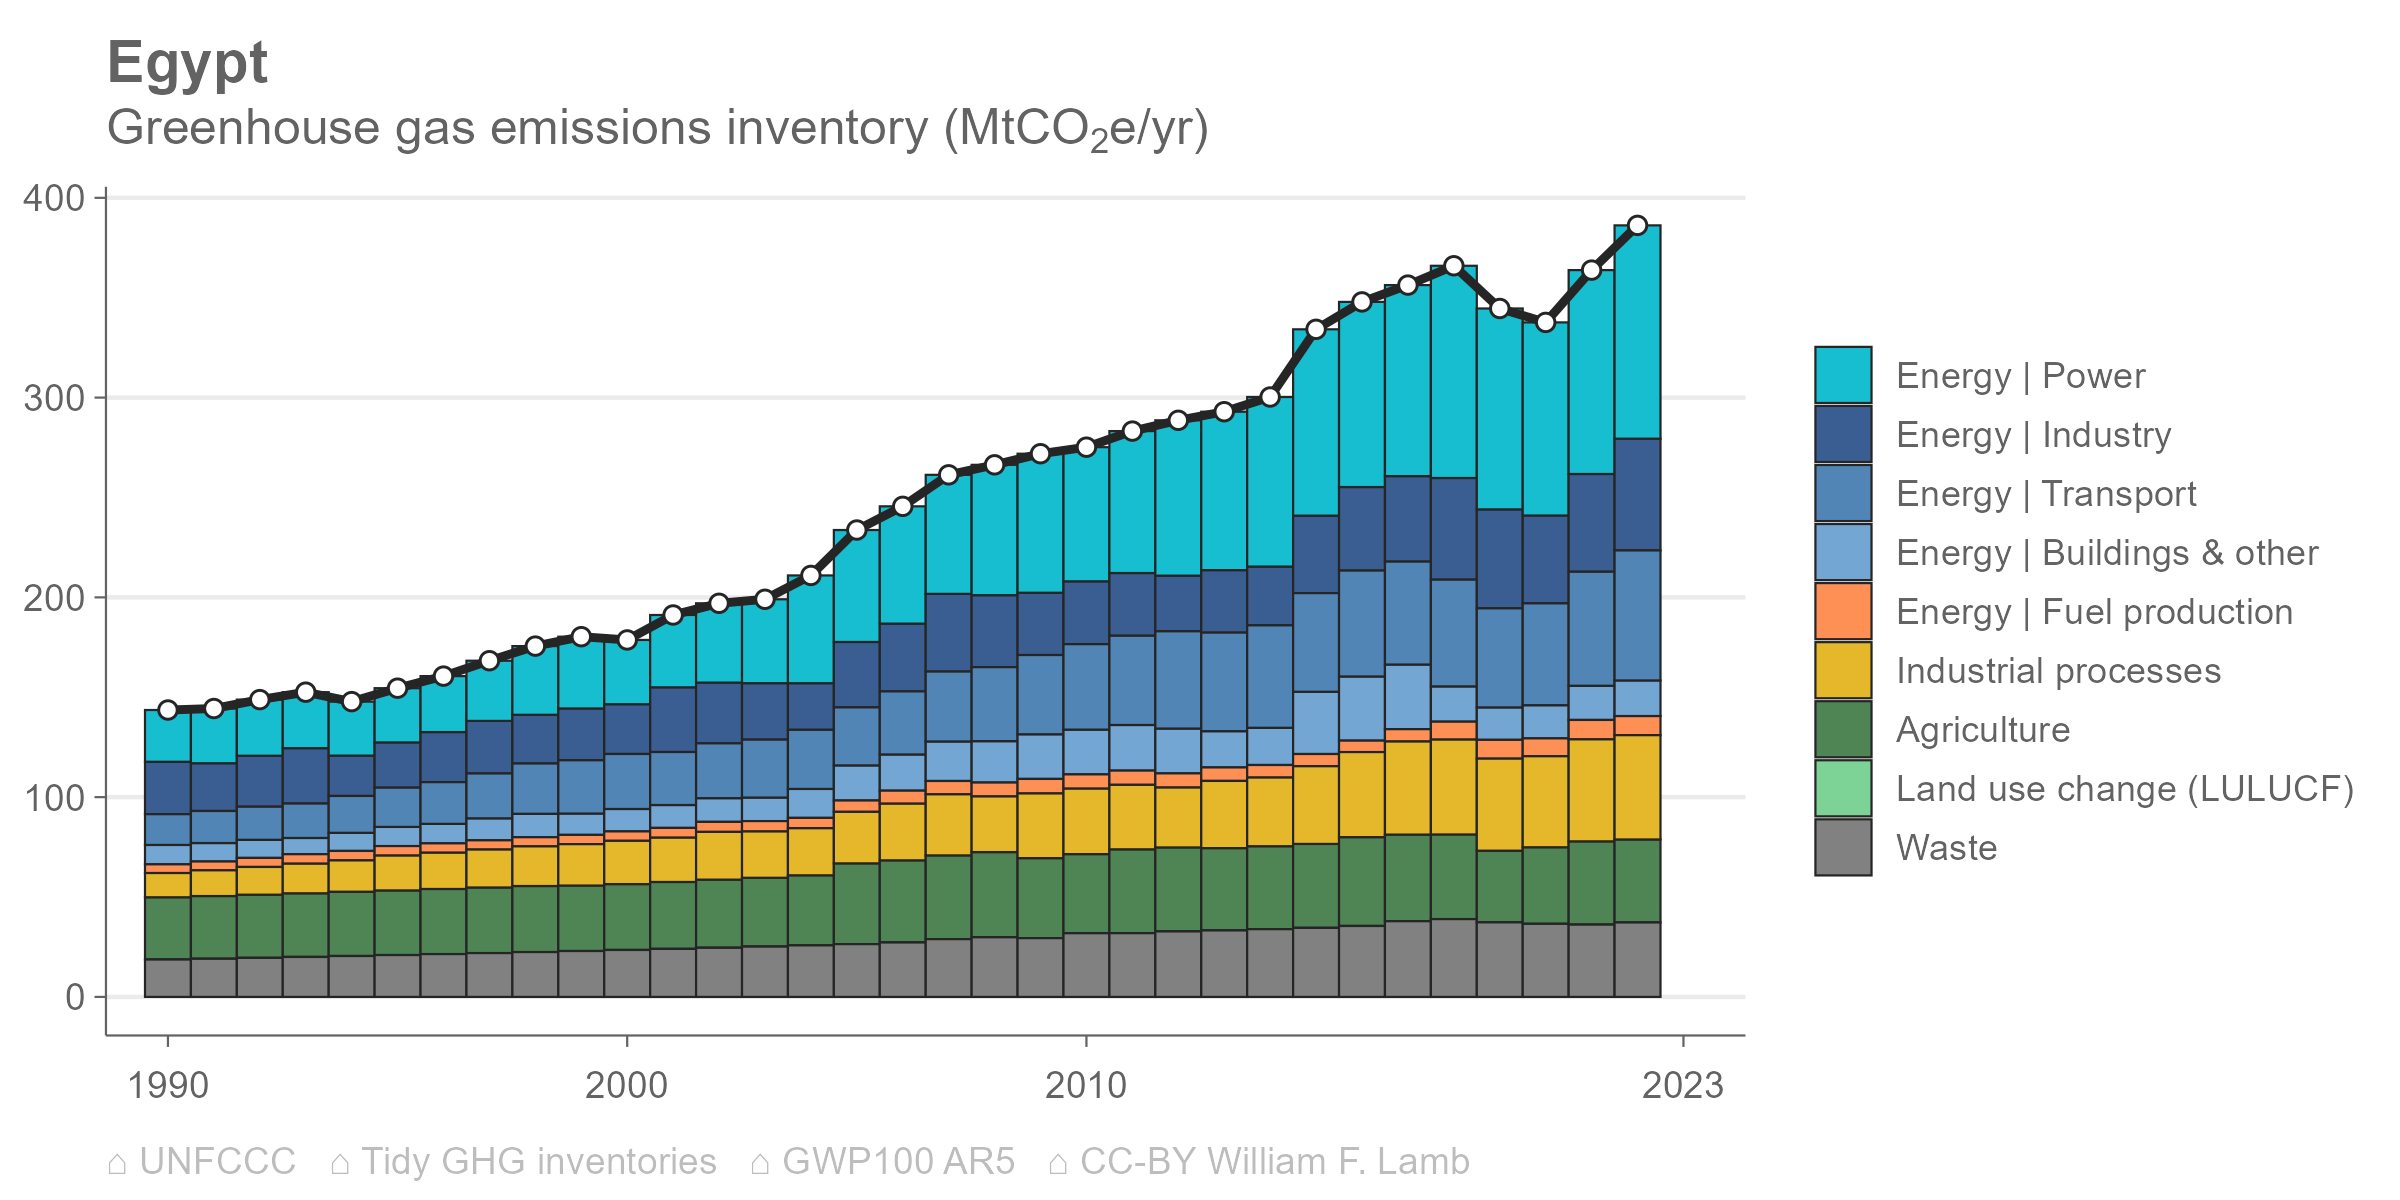 Egypt
Greenhouse gas emissions inventory (MtCO₂e/yr)
400
300
200
100
0
1990
2000
2010
2023
Energy | Power
Energy | Industry
Energy | Transport
Energy | Buildings & other
Energy | Fuel production
Industrial processes
Agriculture
Land use change (LULUCF)
Waste
⌂ UNFCCC ⌂ Tidy GHG inventories ⌂ GWP100 AR5 ⌂ CC-BY William F. Lamb